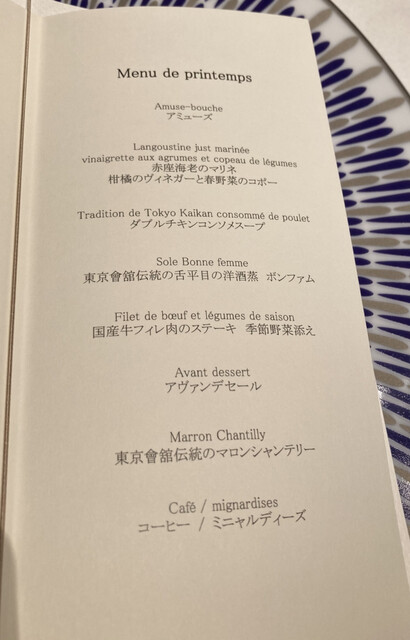 Menu de printemps
Amuse-bouche
アミューズ
Langoustine just marinée
vinaigrette aux agrumes et copeau de légumes
赤座海老のマリネ
柑橘のヴィネガーと春野菜のコポー
Tradition de Tokyo Kaikan consommé de poulet
ダブルチキンコンソメスープ
Sole Bonne femme
東京會舘伝統の舌平目の洋酒蒸 ボンファム
Filet de bœuf et légumes de saison
国産牛フィレ肉のステーキ 季節野菜添え
Avant dessert
アヴァンデセール
Marron Chantilly
東京會舘伝統のマロンシャンテリー
Café / mignardises
コーヒー / ミニャルディーズ